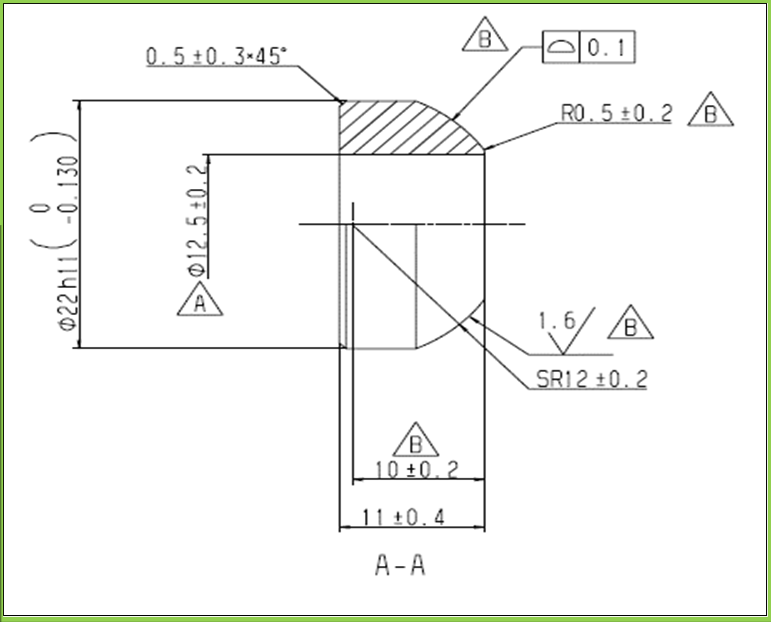 0.5±0.3*45°
B
⌓ 0.1
R0.5±0.2
B
Φ22h11( 0 -0.130 )
Φ12.5±0.2
A
1.6
B
SR12±0.2
B
10±0.2
11±0.4
A-A